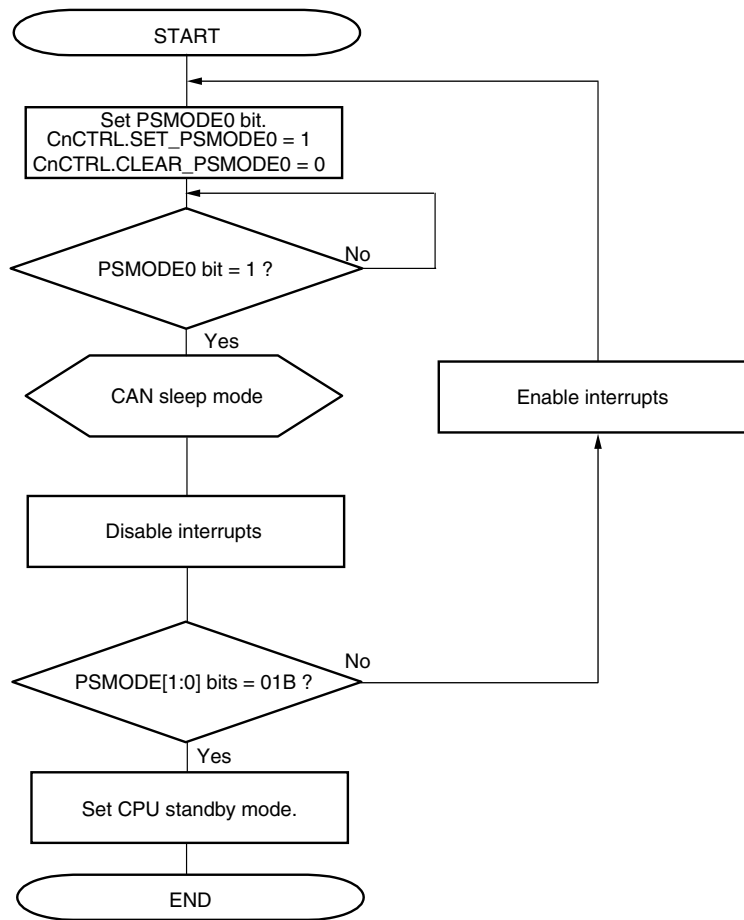 START
Set PSMODE0 bit.
CnCTRL.SET_PSMODE0 = 1
CnCTRL.CLEAR_PSMODE0 = 0
PSMODE0 bit = 1 ?
No
Yes
CAN sleep mode
Enable interrupts
Disable interrupts
PSMODE[1:0] bits = 01B ?
No
Yes
Set CPU standby mode.
END